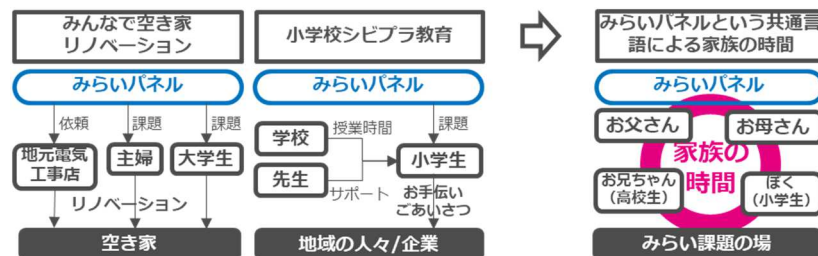 みんなで空き家
リノベーション
みらいパネル
依頼
課題
課題
地元電気
工事店
主婦
大学生
リノベーション
空き家
小学校シビプラ教育
みらいパネル
学校
授業時間
課題
先生
サポート
小学生
お手伝い
ごあいさつ
地域の人々/企業
みらいパネルという共通言
語による家族の時間
みらいパネル
お父さん
お母さん
家族の
時間
お兄ちゃん
(高校生)
ぼく
(小学生)
みらい課題の場